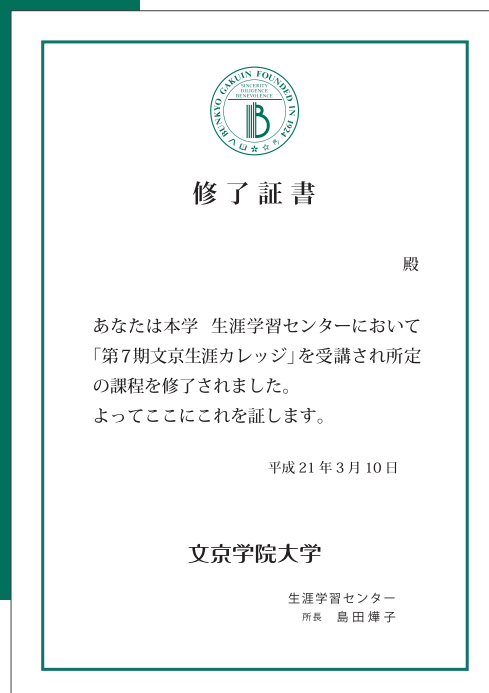 BUNKYO GAKUIN FOUNDED IN 1924
SINCERITY
DILIGENCE
BENEVOLENCE
修了証書
殿
あなたは本学 生涯学習センターにおいて
「第7期文京生涯カレッジ」を受講され所定
の課程を修了されました。
よってここにこれを証します。
平成21年3月10日
文京学院大学
生涯学習センター
所長 島田燁子